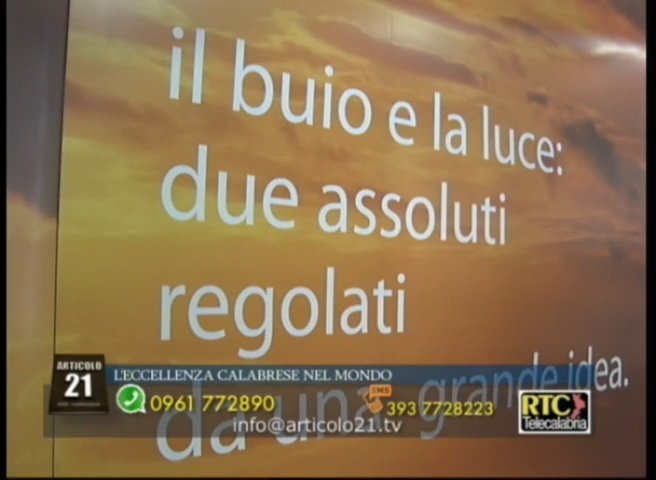 il buio e la luce:
due assoluti
regolati
da una grande idea.
ARTICOLO
21
L'ECCELLENZA CALABRESE NEL MONDO
0961 772890
SMS
393 7728223
info@articolo21.tv
RTC
Telecalabria